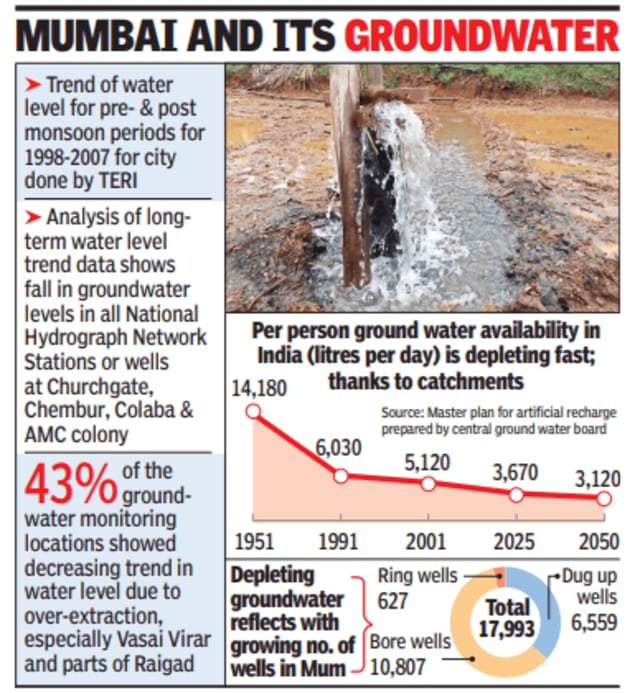 MUMBAI AND ITS GROUNDWATER
➤ Trend of water
level for pre- & post
monsoon periods for
1998-2007 for city
done by TERI
➤ Analysis of long-
term water level
trend data shows
fall in groundwater
levels in all National
Hydrograph Network
Stations or wells
at Churchgate,
Chembur, Colaba &
AMC colony
43% of the
ground-
water monitoring
locations showed
decreasing trend in
water level due to
over-extraction,
especially Vasai Virar
and parts of Raigad
Per person ground water availability in
India (litres per day) is depleting fast;
thanks to catchments
Source: Master plan for artificial recharge
prepared by central ground water board
14,180
6,030
5,120
3,670
3,120
1951 1991 2001 2025 2050
Depleting
groundwater
reflects with
growing no. of
wells in Mum
Ring wells
627
Bore wells
10,807
Total
17,993
Dug up
wells
6,559